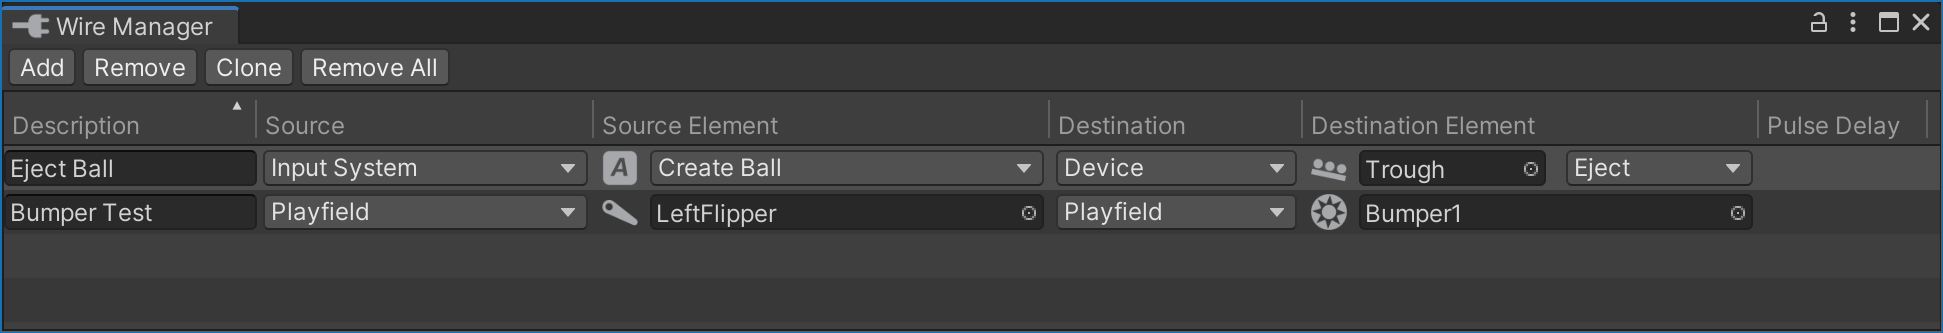 Wire Manager
Add Remove Clone Remove All
Description Source Source Element Destination Destination Element Pulse Delay
Eject Ball Input System A Create Ball Device Trough Eject
Bumper Test Playfield LeftFlipper Playfield Bumper1